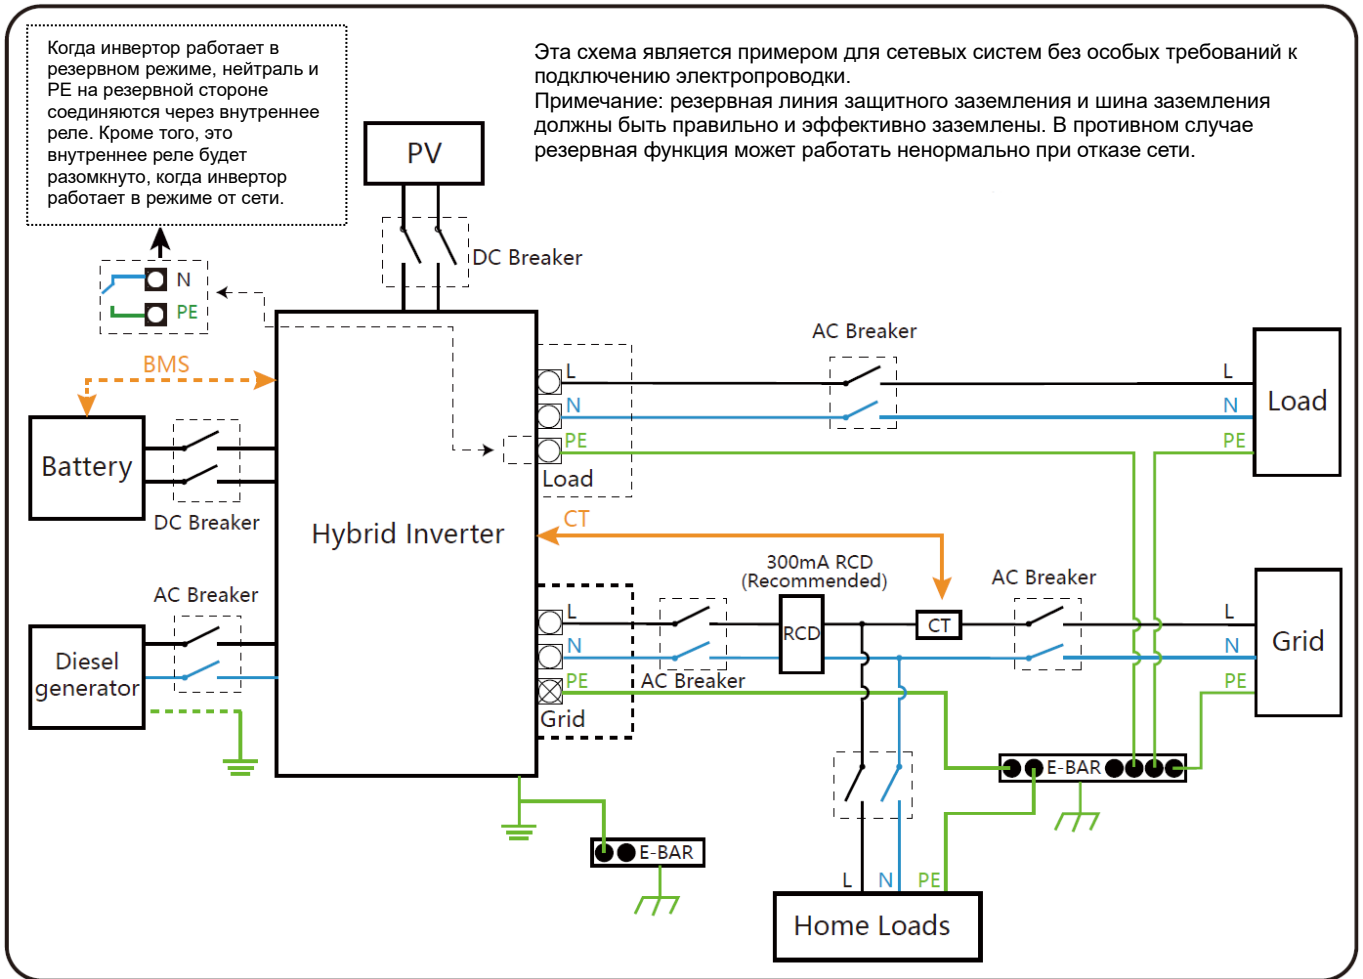 Когда инвертор работает в
резервном режиме, нейтраль и
PE на резервной стороне
соединяются через внутреннее
реле. Кроме того, это
внутреннее реле будет
разомкнуто, когда инвертор
работает в режиме от сети.
Эта схема является примером для сетевых систем без особых требований к
подключению электропроводки.
Примечание: резервная линия защитного заземления и шина заземления
должны быть правильно и эффективно заземлены. В противном случае
резервная функция может работать ненормально при отказе сети.
PV
DC Breaker
N
PE
BMS
Battery
DC Breaker
Hybrid Inverter
AC Breaker
Diesel
generator
L
N
PE
Load
AC Breaker
L
N
PE
Load
CT
300mA RCD
(Recommended)
AC Breaker
L
N
PE
Grid
AC Breaker
RCD
CT
L
N
PE
Grid
E-BAR
E-BAR
L
N
PE
Home Loads